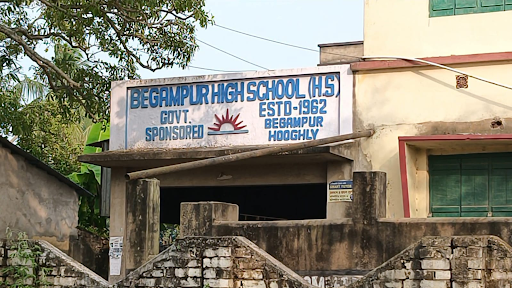 BEGAMPUR HIGH SCHOOL (H.S)
GOVT. SPONSORED
ESTD-1962
BEGAMPUR
HOOGHLY